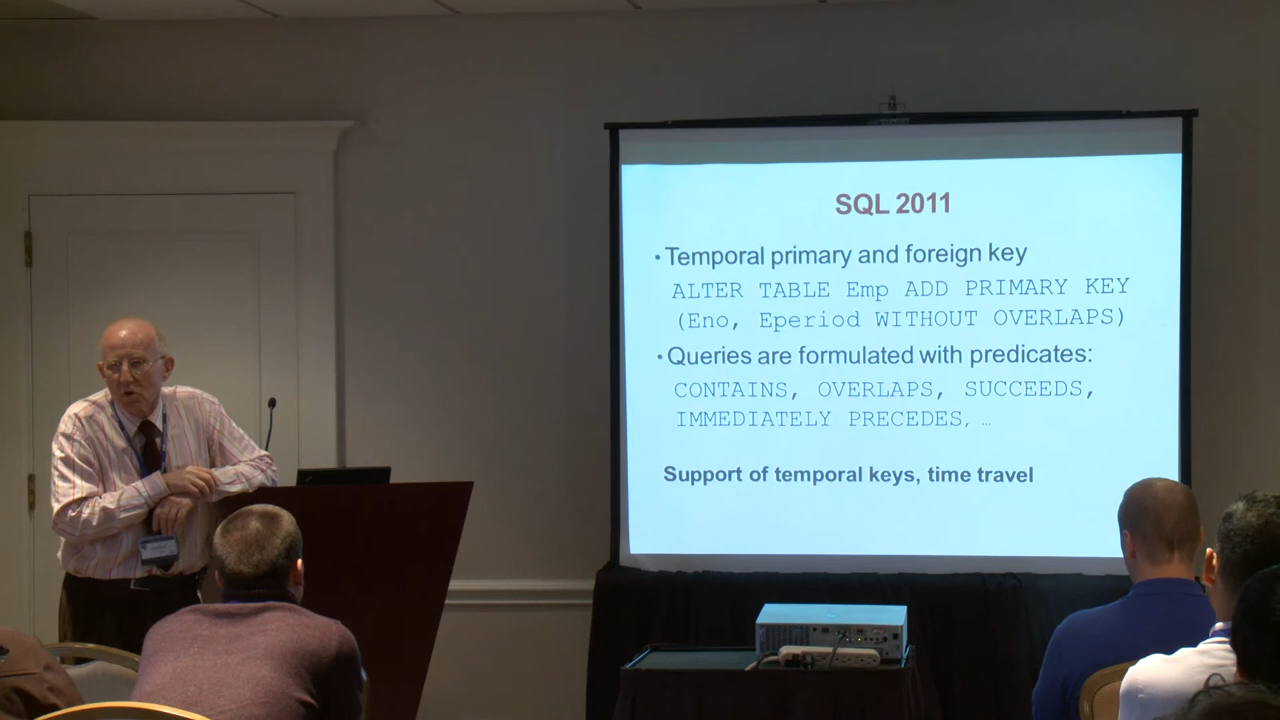 SQL 2011
• Temporal primary and foreign key
ALTER TABLE Emp ADD PRIMARY KEY
(Eno, Eperiod WITHOUT OVERLAPS)
• Queries are formulated with predicates:
CONTAINS, OVERLAPS, SUCCEEDS,
IMMEDIATELY PRECEDES, …
Support of temporal keys, time travel